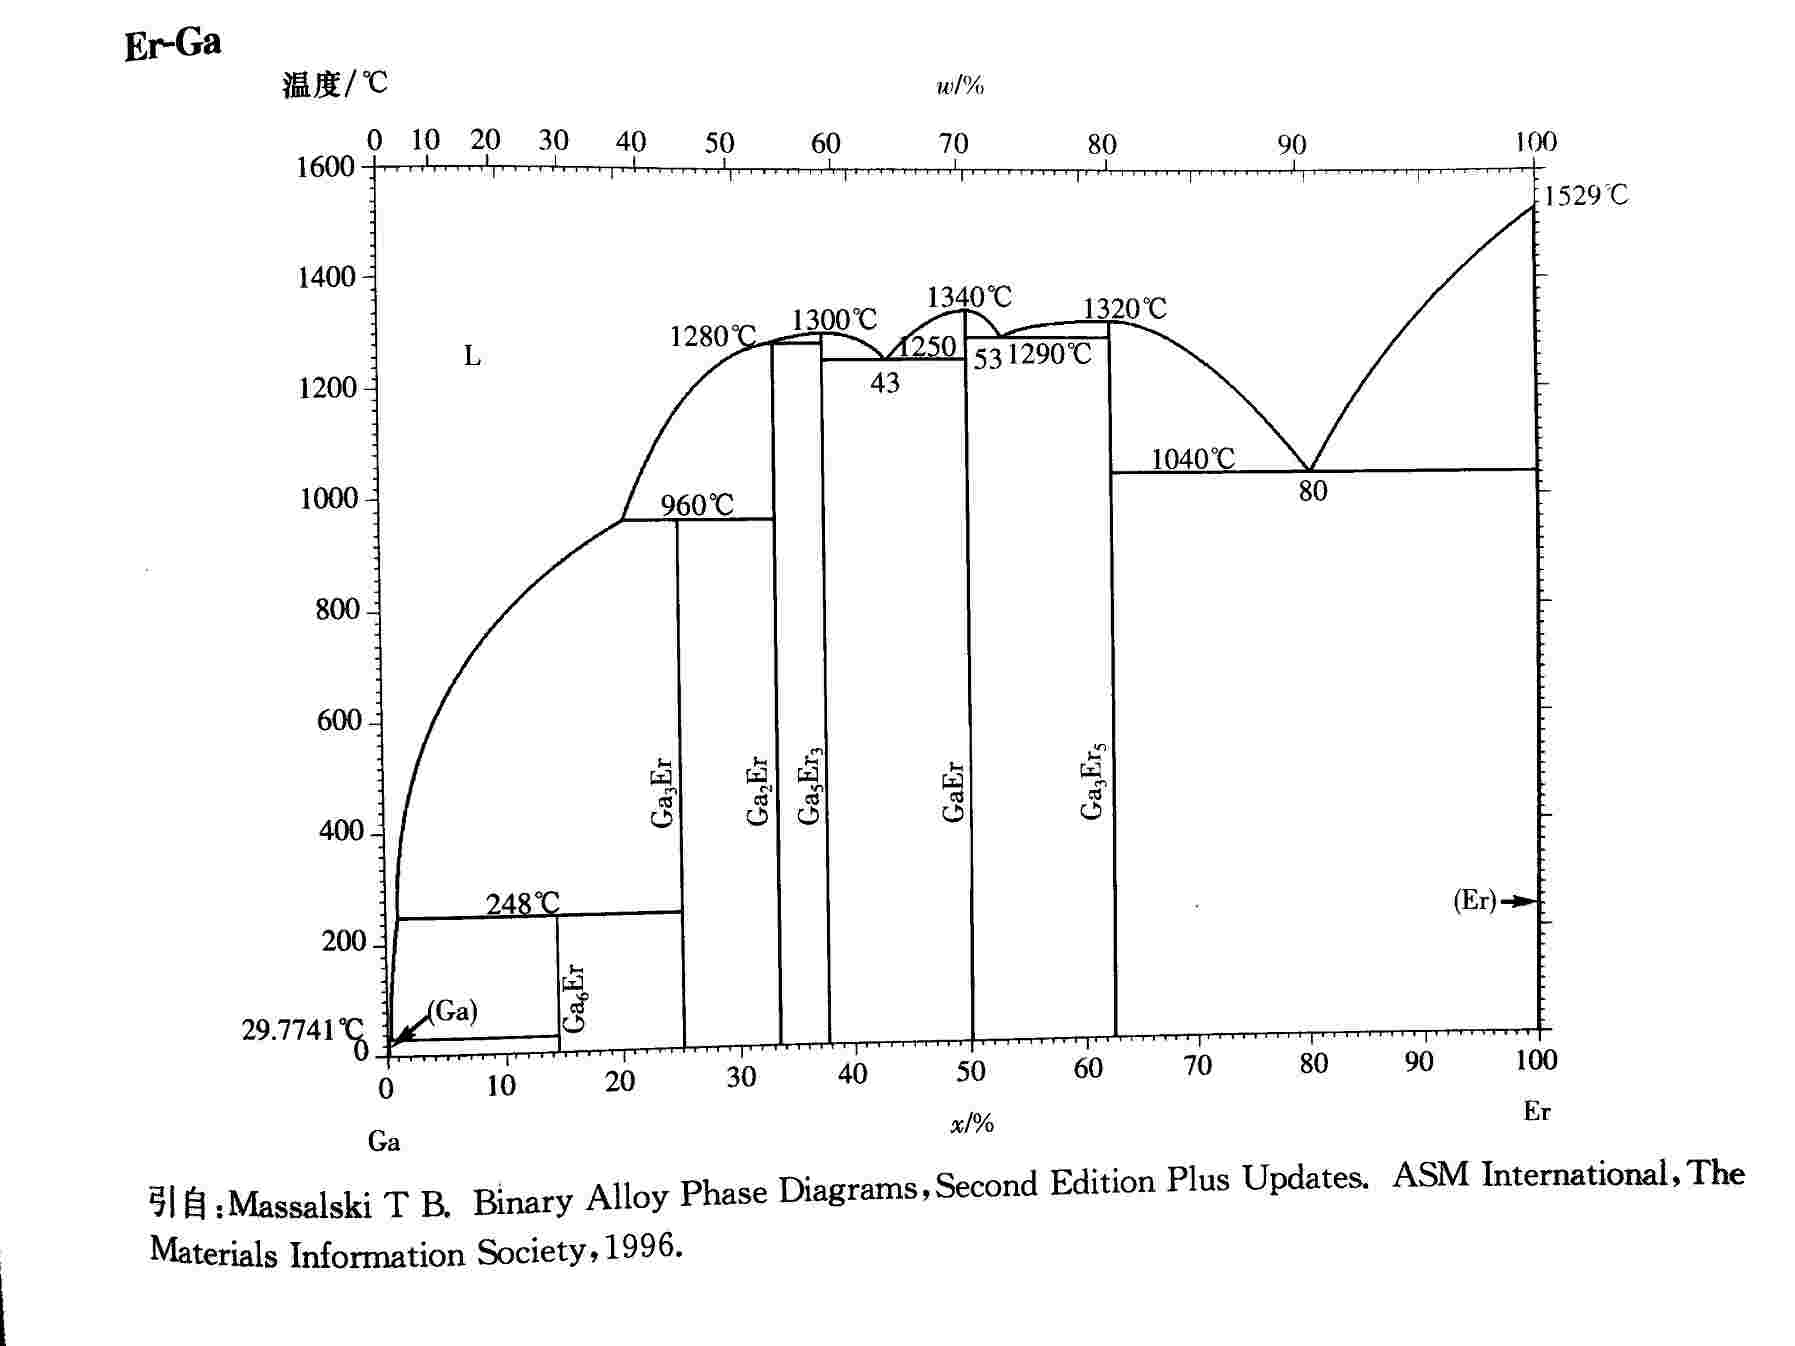 Er-Ga
温度/℃
w/%
0 10 20 30 40 50 60 70 80 90 100
1600
1529℃
1400
1340℃
1320℃
1300℃
1280℃
L
1250
53 1290℃
43
1200
1040℃
80
1000
960℃
800
600
Ga₃Er
Ga₂Er
Ga₅Er₃
GaEr
Ga₃Er₅
400
248℃
(Er)
200
Ga₆Er
(Ga)
29.7741℃
0
0 10 20 30 40 50 60 70 80 90 100
Ga
x/%
Er
引自:Massalski T B. Binary Alloy Phase Diagrams,Second Edition Plus Updates. ASM International,The
Materials Information Society,1996.